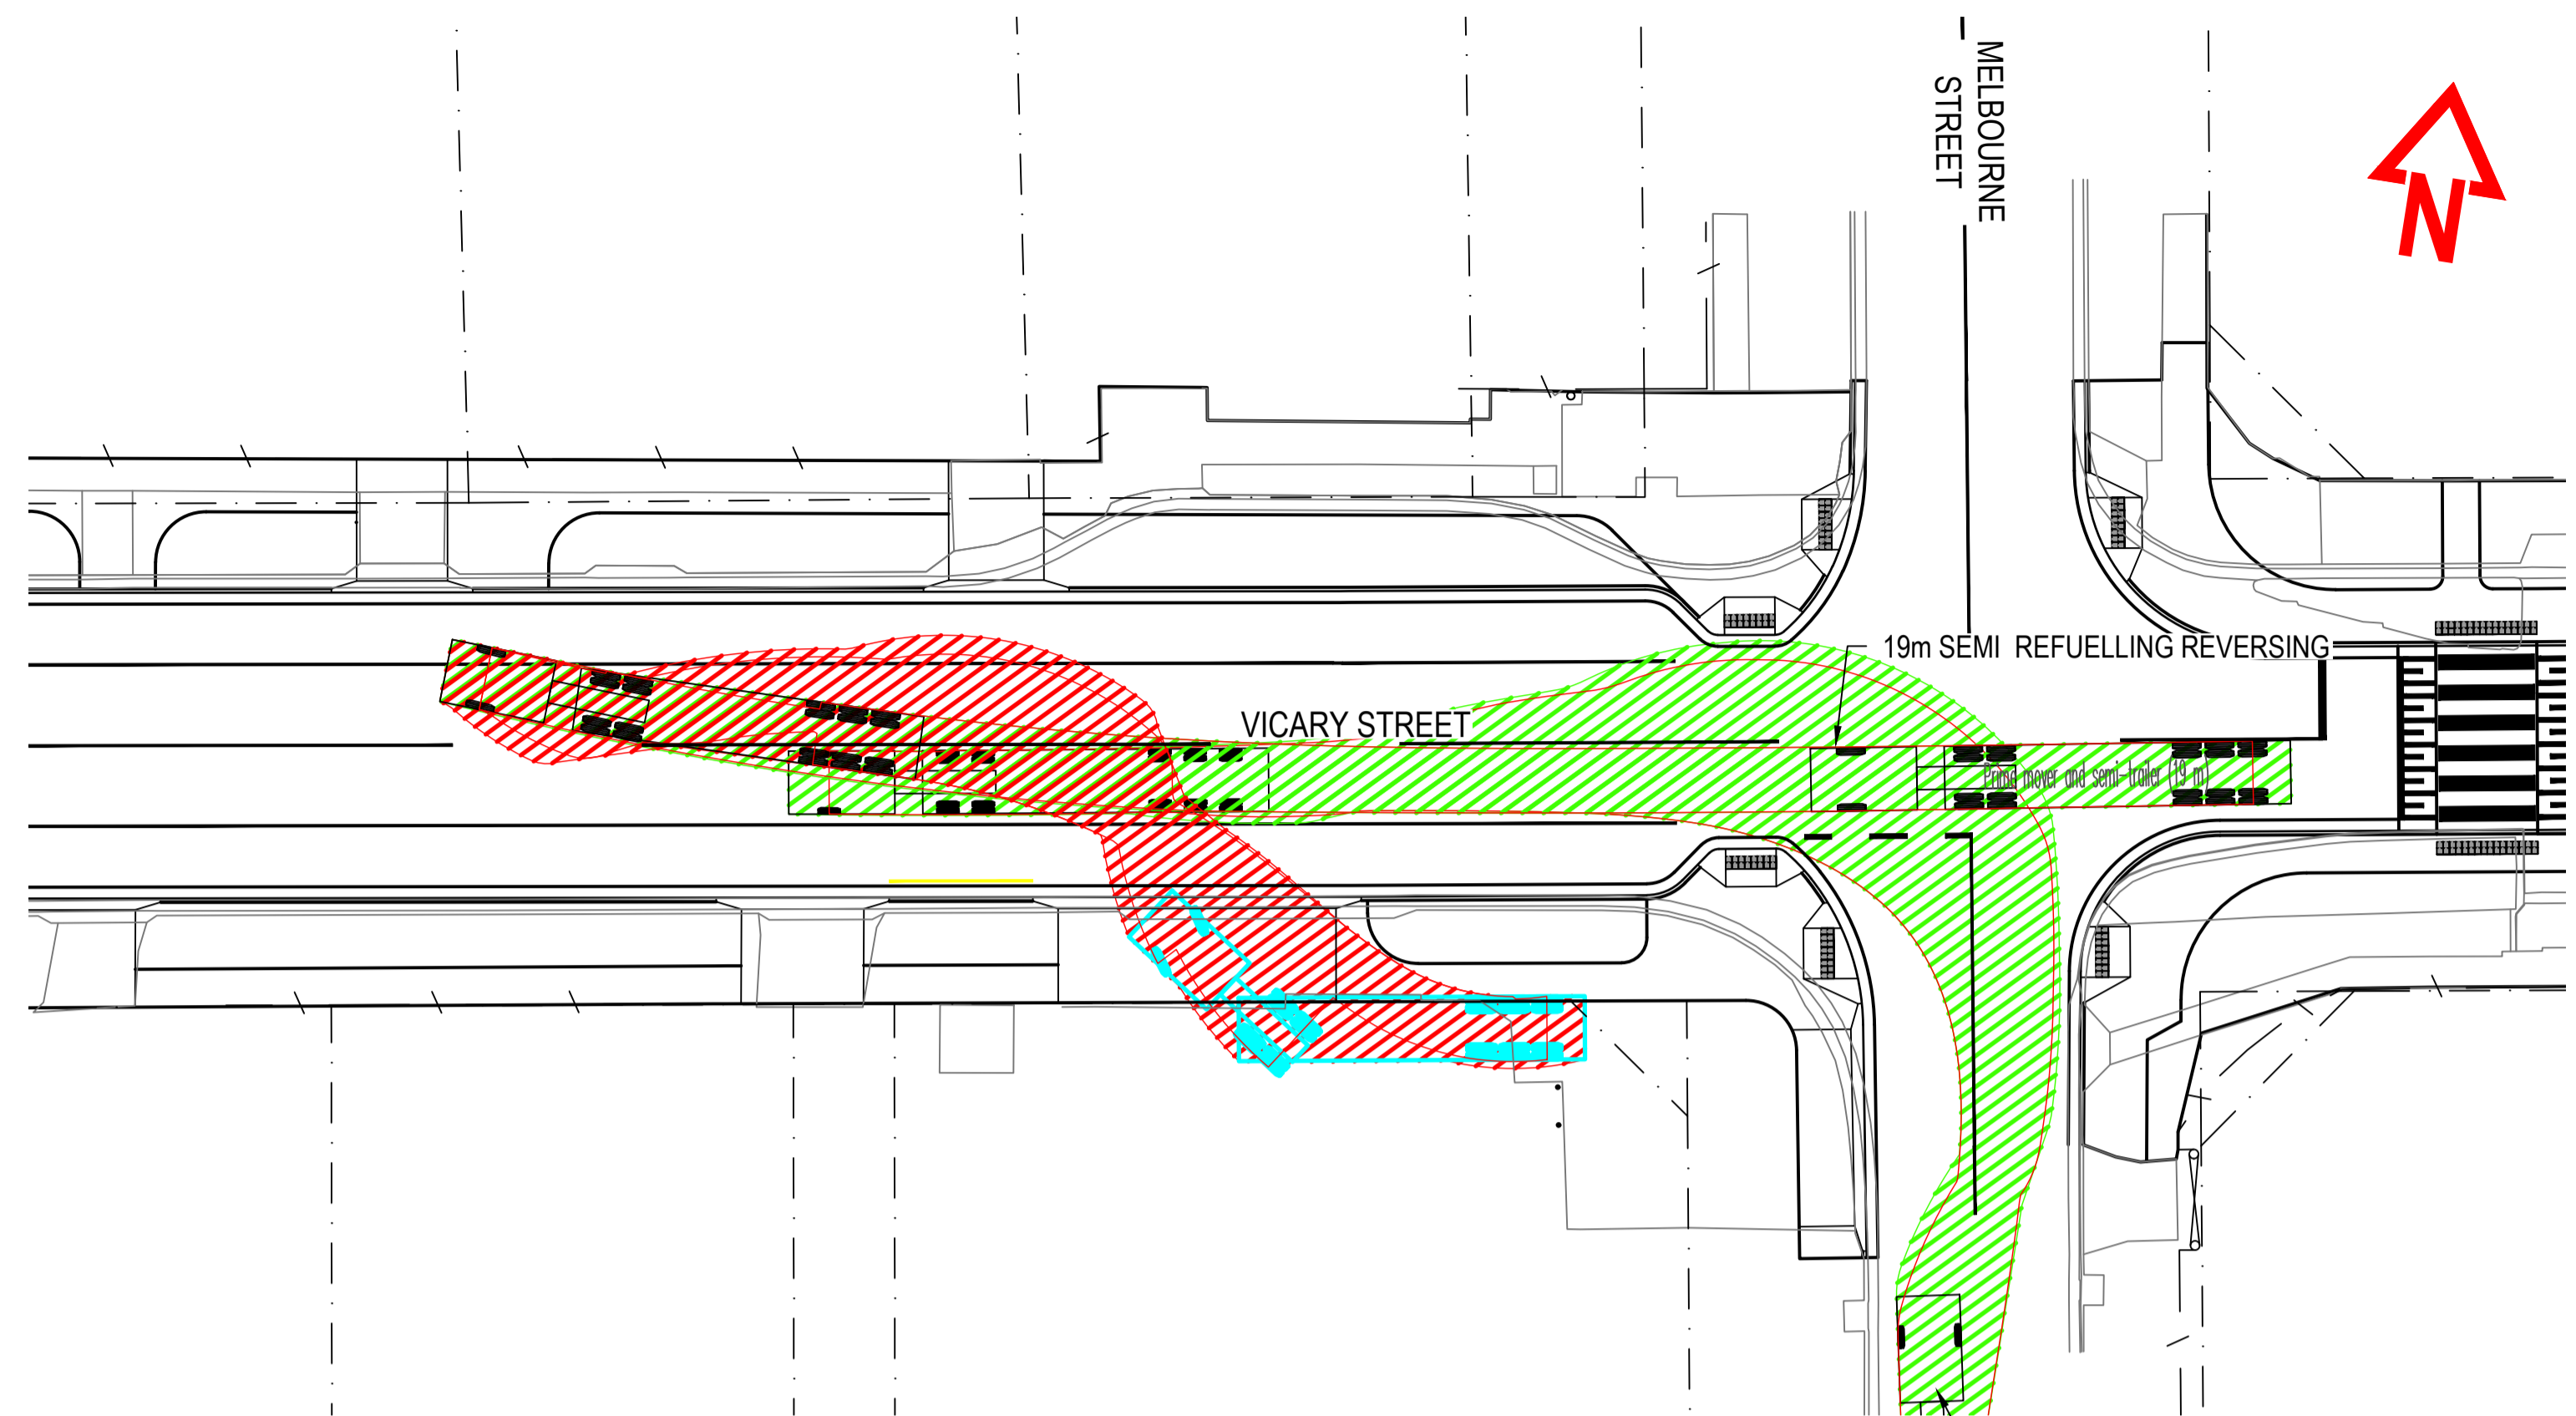 MELBOURNE
STREET
N
19m SEMI  REFUELLING REVERSING
VICARY STREET
Prime mover and semi-trailer (19 m)